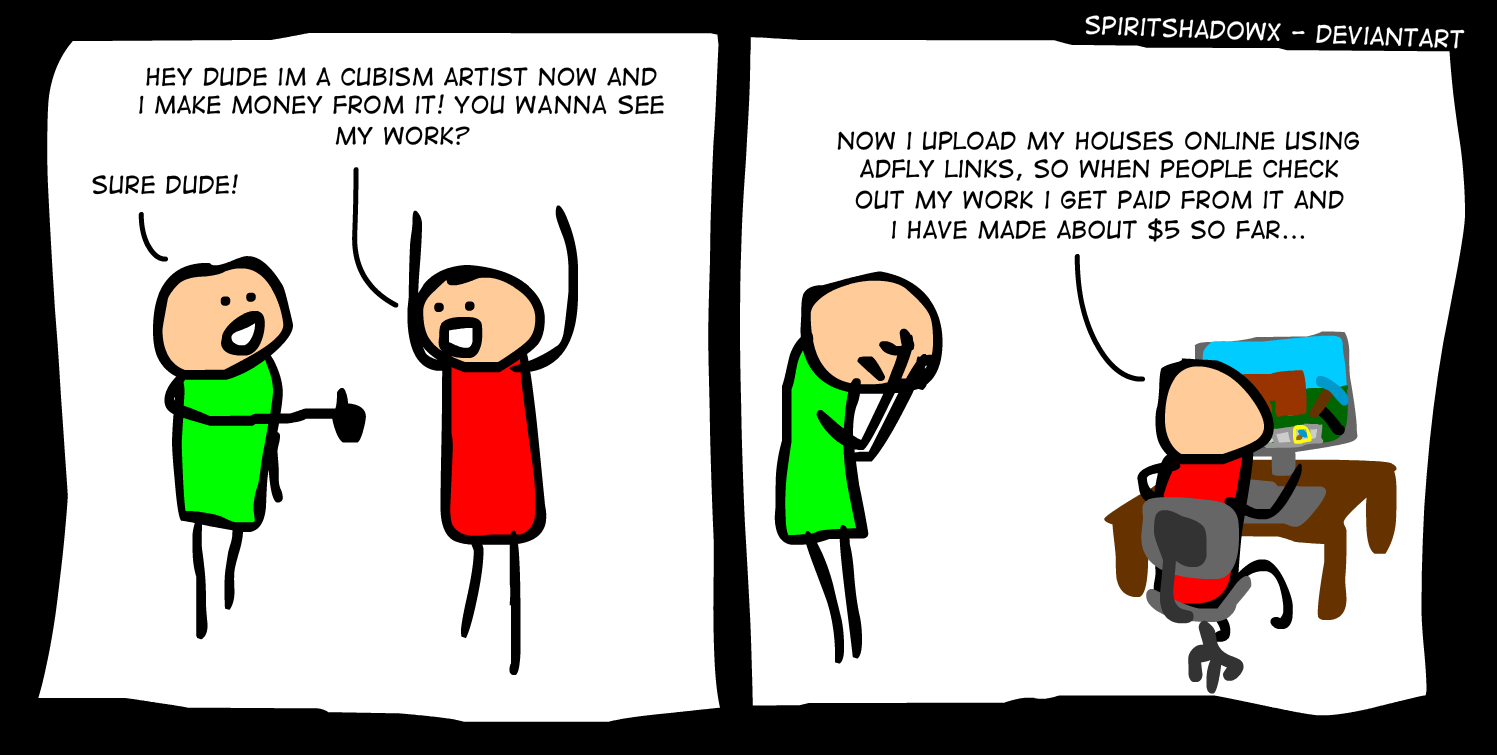 SPIRITSHADOWX - DEVIANTART
HEY DUDE IM A CUBISM ARTIST NOW AND
I MAKE MONEY FROM IT! YOU WANNA SEE
MY WORK?
SURE DUDE!
NOW I UPLOAD MY HOUSES ONLINE USING
ADFLY LINKS, SO WHEN PEOPLE CHECK
OUT MY WORK I GET PAID FROM IT AND
I HAVE MADE ABOUT $5 SO FAR...